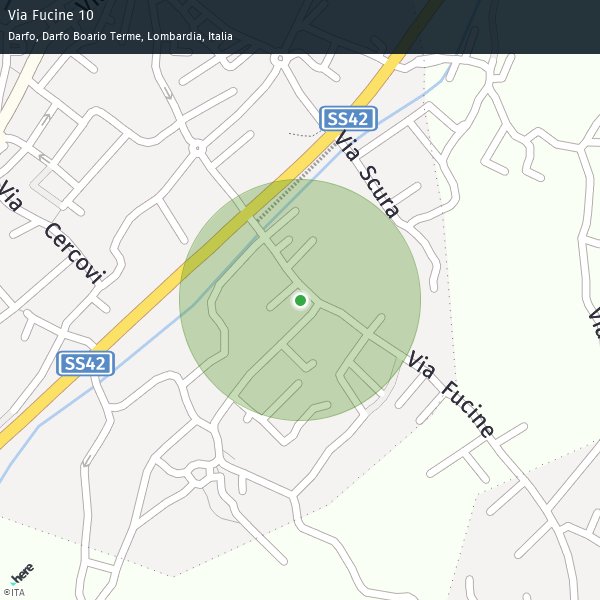 Via Fucine 10
Darfo, Darfo Boario Terme, Lombardia, Italia
SS42
Via Scura
Via Cercovi
SS42
Via Fucine
here
©ITA